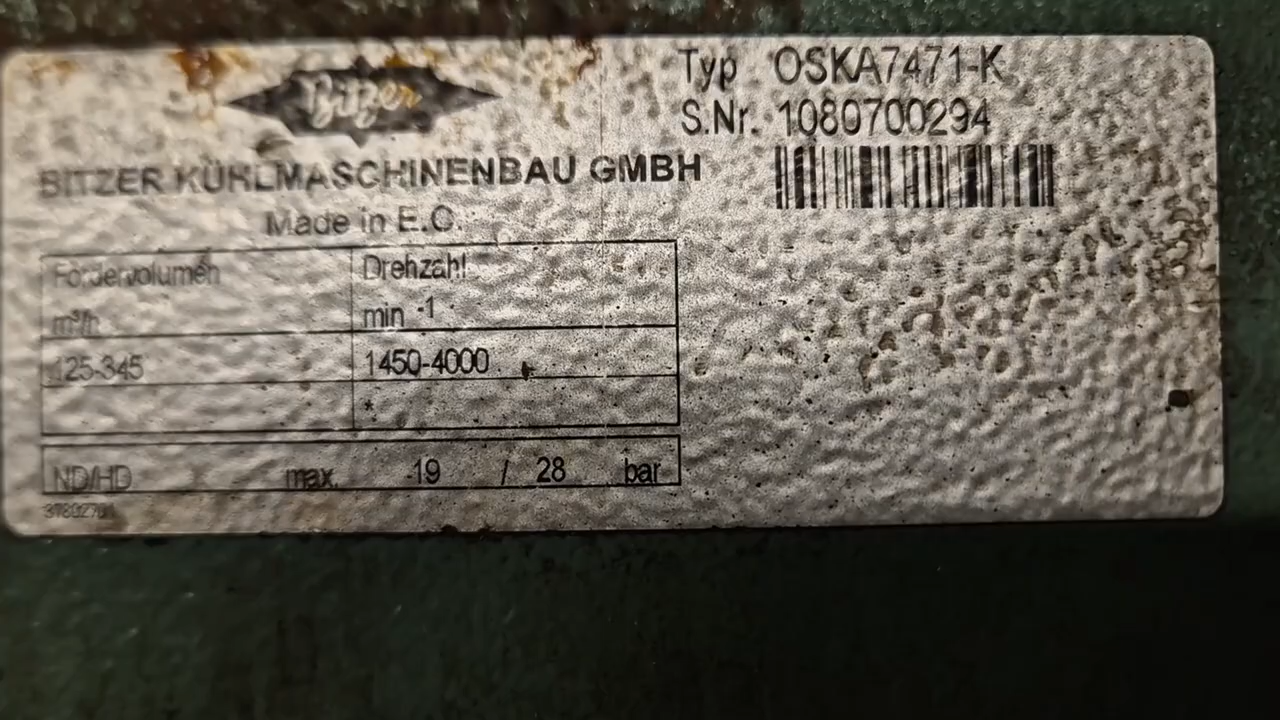 Bitzer
Typ OSKA7471-K
S.Nr. 1080700294
BITZER KÜHLMASCHINENBAU GMBH
Made in E.C.
Fördervolumen
m³/h
Drehzahl
min -1
125-345
1450-4000
*
ND/HD max. 19 / 28 bar